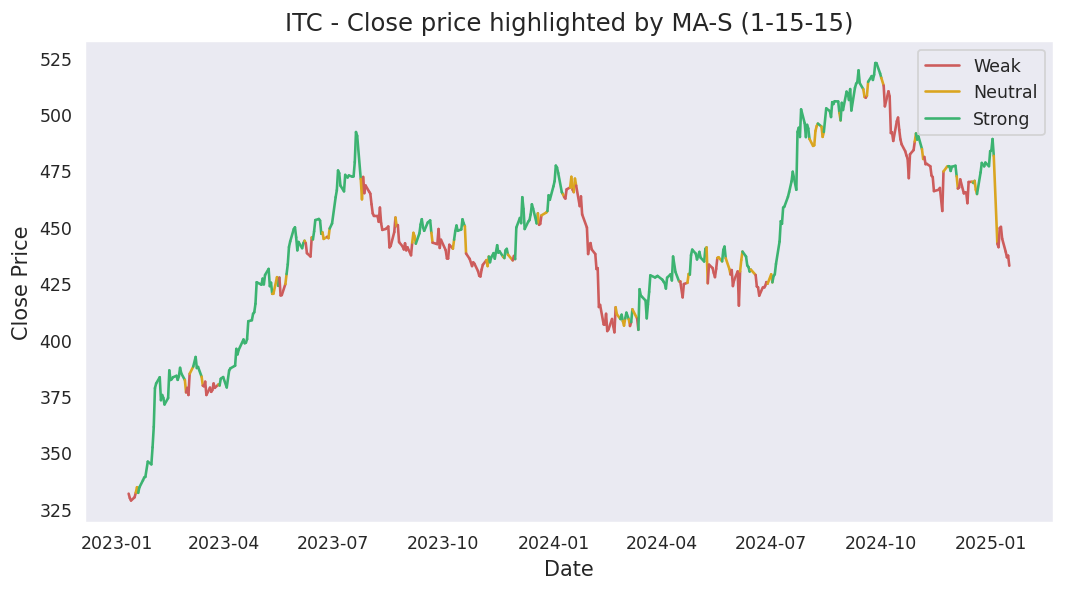 ITC - Close price highlighted by MA-S (1-15-15)
Weak
Neutral
Strong
Close Price
525
500
475
450
425
400
375
350
325
2023-01 2023-04 2023-07 2023-10 2024-01 2024-04 2024-07 2024-10 2025-01
Date